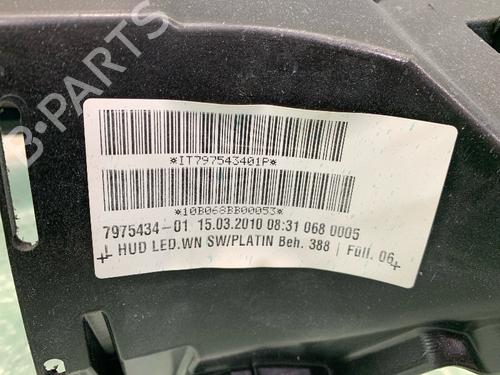 B-PARTS
*IT797543401P*
*10B068BB00053*
7975434-01 15.03.2010 08:31 068 0005
L HUD LED.WN SW/PLATIN Beh. 388 | Füll. 06